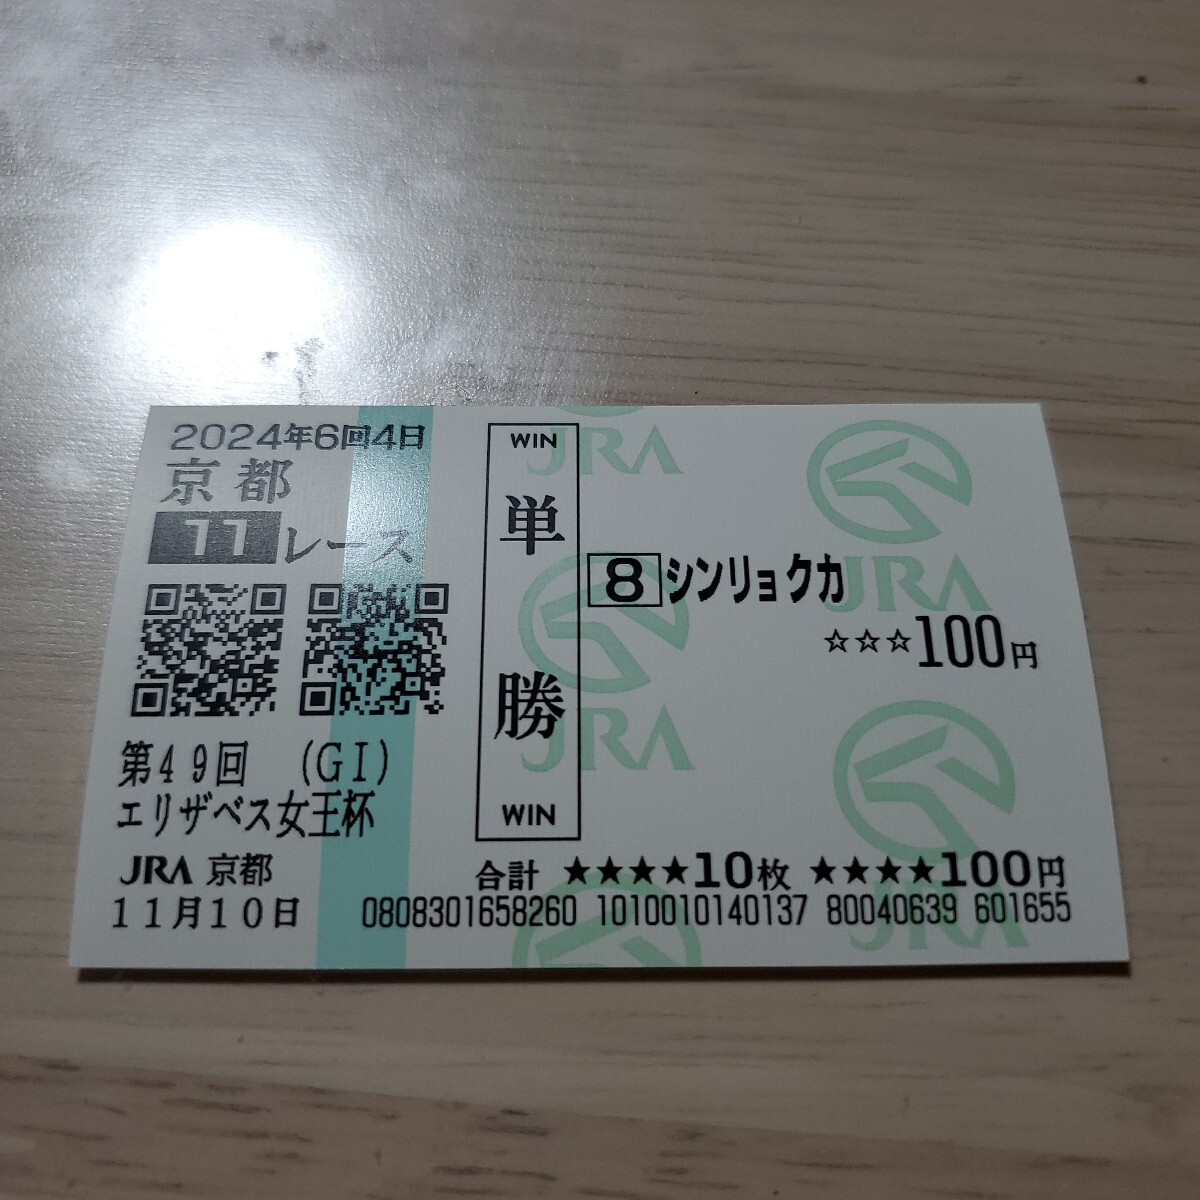 2024年6回4日
京都
11レース
第49回 (GⅠ)
エリザベス女王杯
JRA 京都
11月10日
WIN
単勝
WIN
8 シンリョクカ
☆☆☆100円
合計 ★★★★10枚 ★★★★100円
0808301658260 1010010140137 80040639 601655
JRA
JRA
JRA
JRA